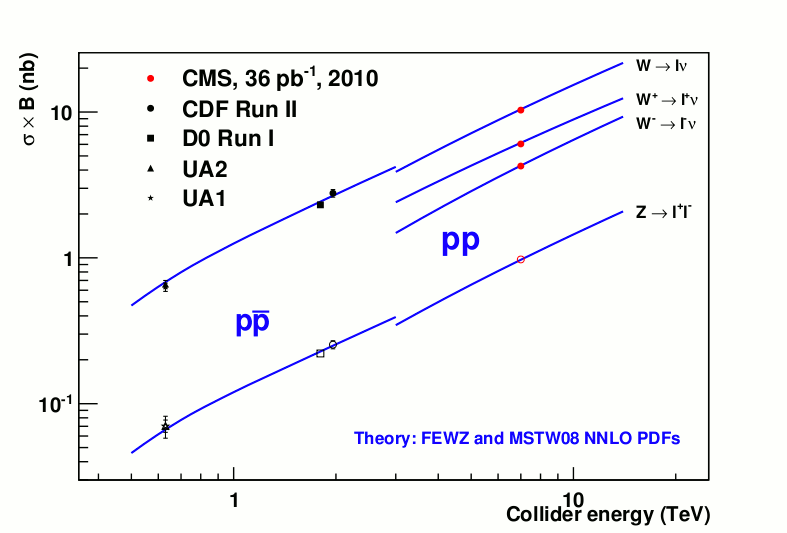 σ × B (nb)
CMS, 36 pb⁻¹, 2010
CDF Run II
D0 Run I
UA2
UA1
W → lν
W⁺ → l⁺ν
W⁻ → l⁻ν
Z → l⁺l⁻
10
1
10⁻¹
pp
pp̅
Theory: FEWZ and MSTW08 NNLO PDFs
1
10
Collider energy (TeV)